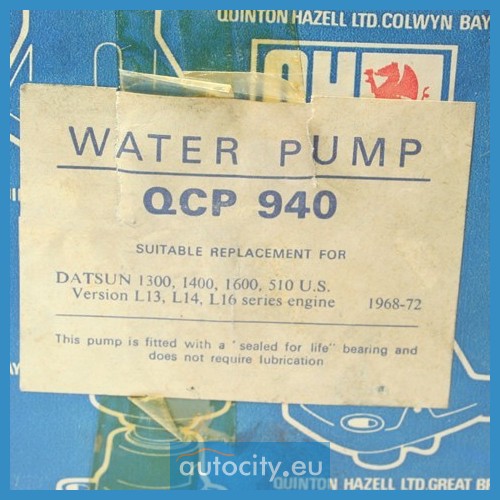 QUINTON HAZELL LTD. COLWYN BAY
QH
WATER PUMP
QCP 940
SUITABLE REPLACEMENT FOR
DATSUN 1300, 1400, 1600, 510 U.S.
Version L13, L14, L16 series engine 1968-72
This pump is fitted with a "sealed for life" bearing and
does not require lubrication
autocity.eu
QUINTON HAZELL LTD. GREAT BR